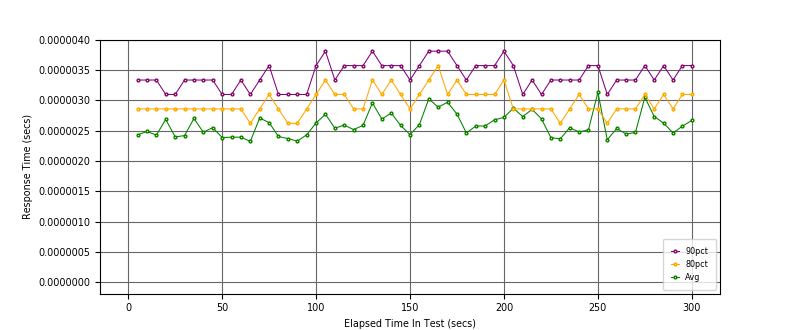 0.0000040
0.0000035
0.0000030
0.0000025
0.0000020
0.0000015
0.0000010
0.0000005
0.0000000
Response Time (secs)
0 50 100 150 200 250 300
Elapsed Time In Test (secs)
90pct
80pct
Avg